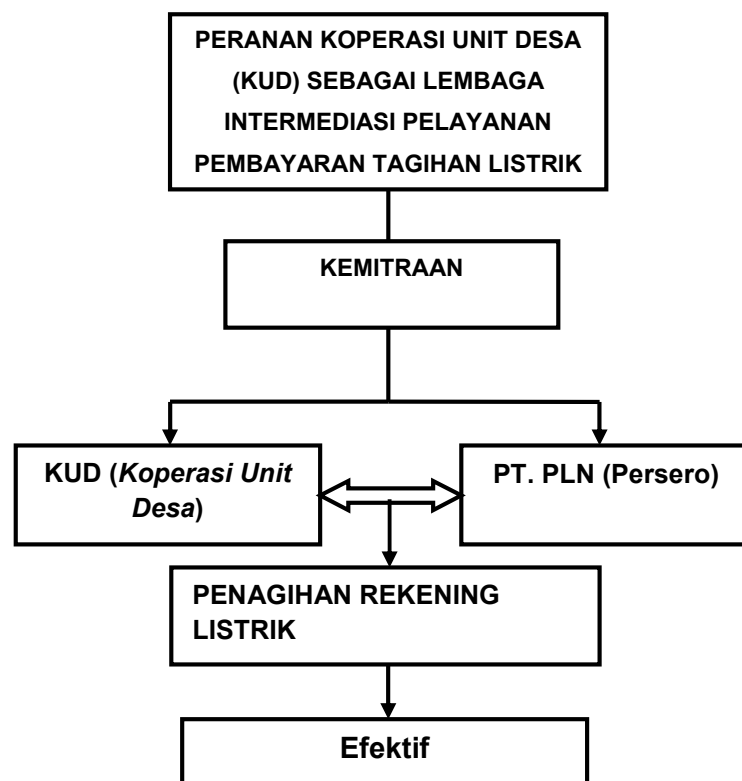 PERANAN KOPERASI UNIT DESA
(KUD) SEBAGAI LEMBAGA
INTERMEDIASI PELAYANAN
PEMBAYARAN TAGIHAN LISTRIK
KEMITRAAN
KUD (Koperasi Unit
Desa)
PT. PLN (Persero)
PENAGIHAN REKENING
LISTRIK
Efektif